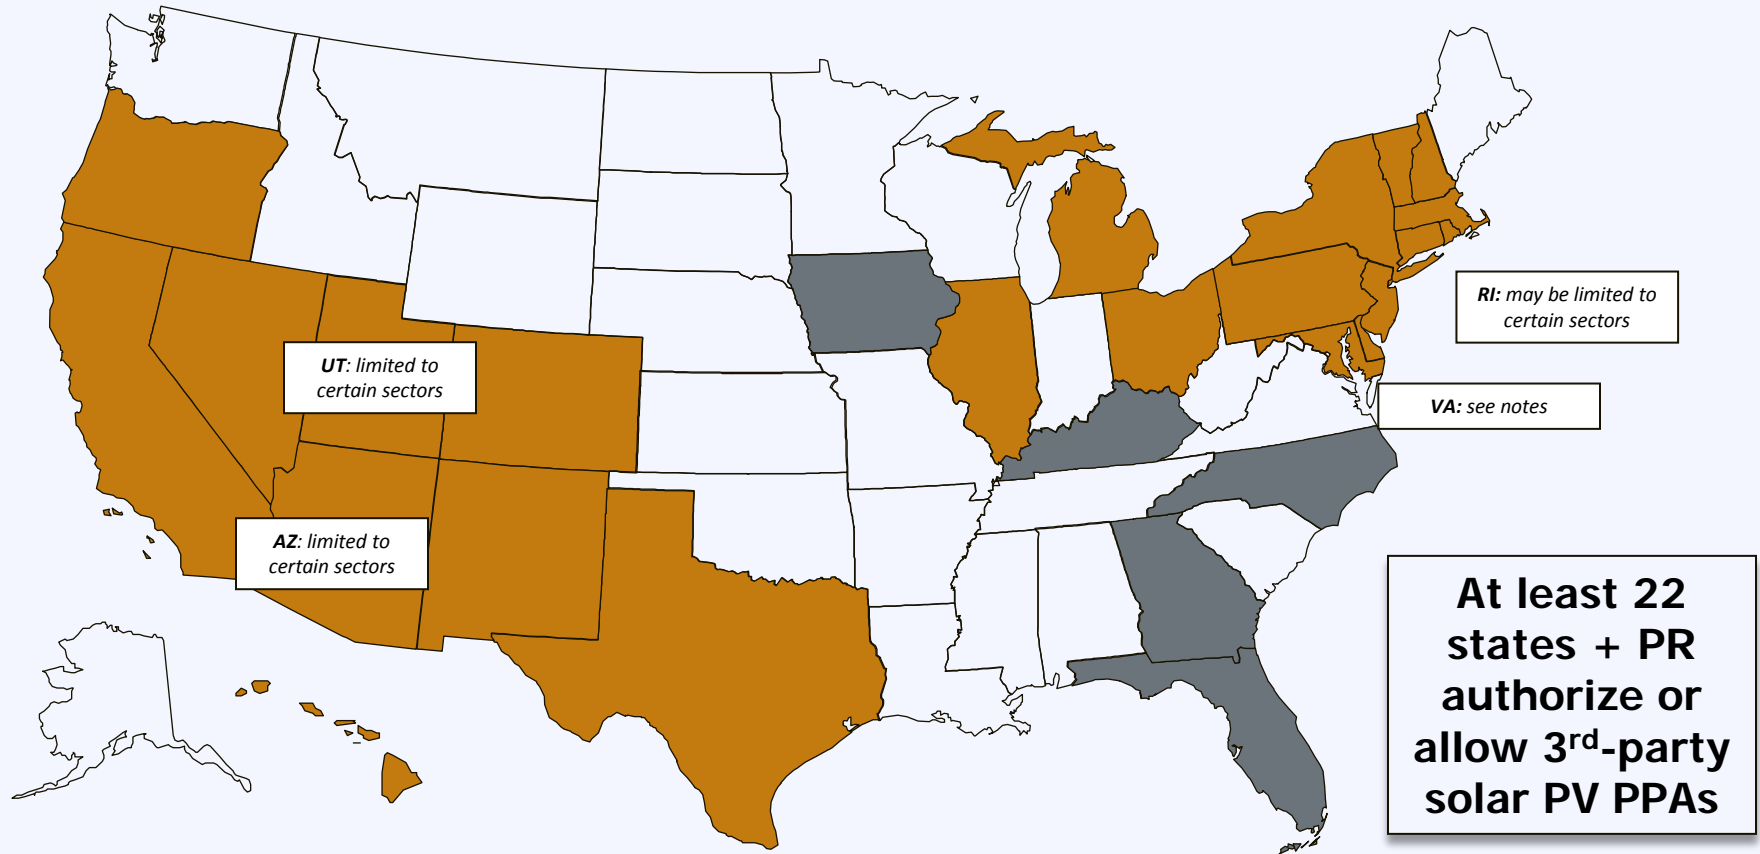 RI: may be limited to
certain sectors
UT: limited to
certain sectors
VA: see notes
AZ: limited to
certain sectors
At least 22
states + PR
authorize or
allow 3rd-party
solar PV PPAs